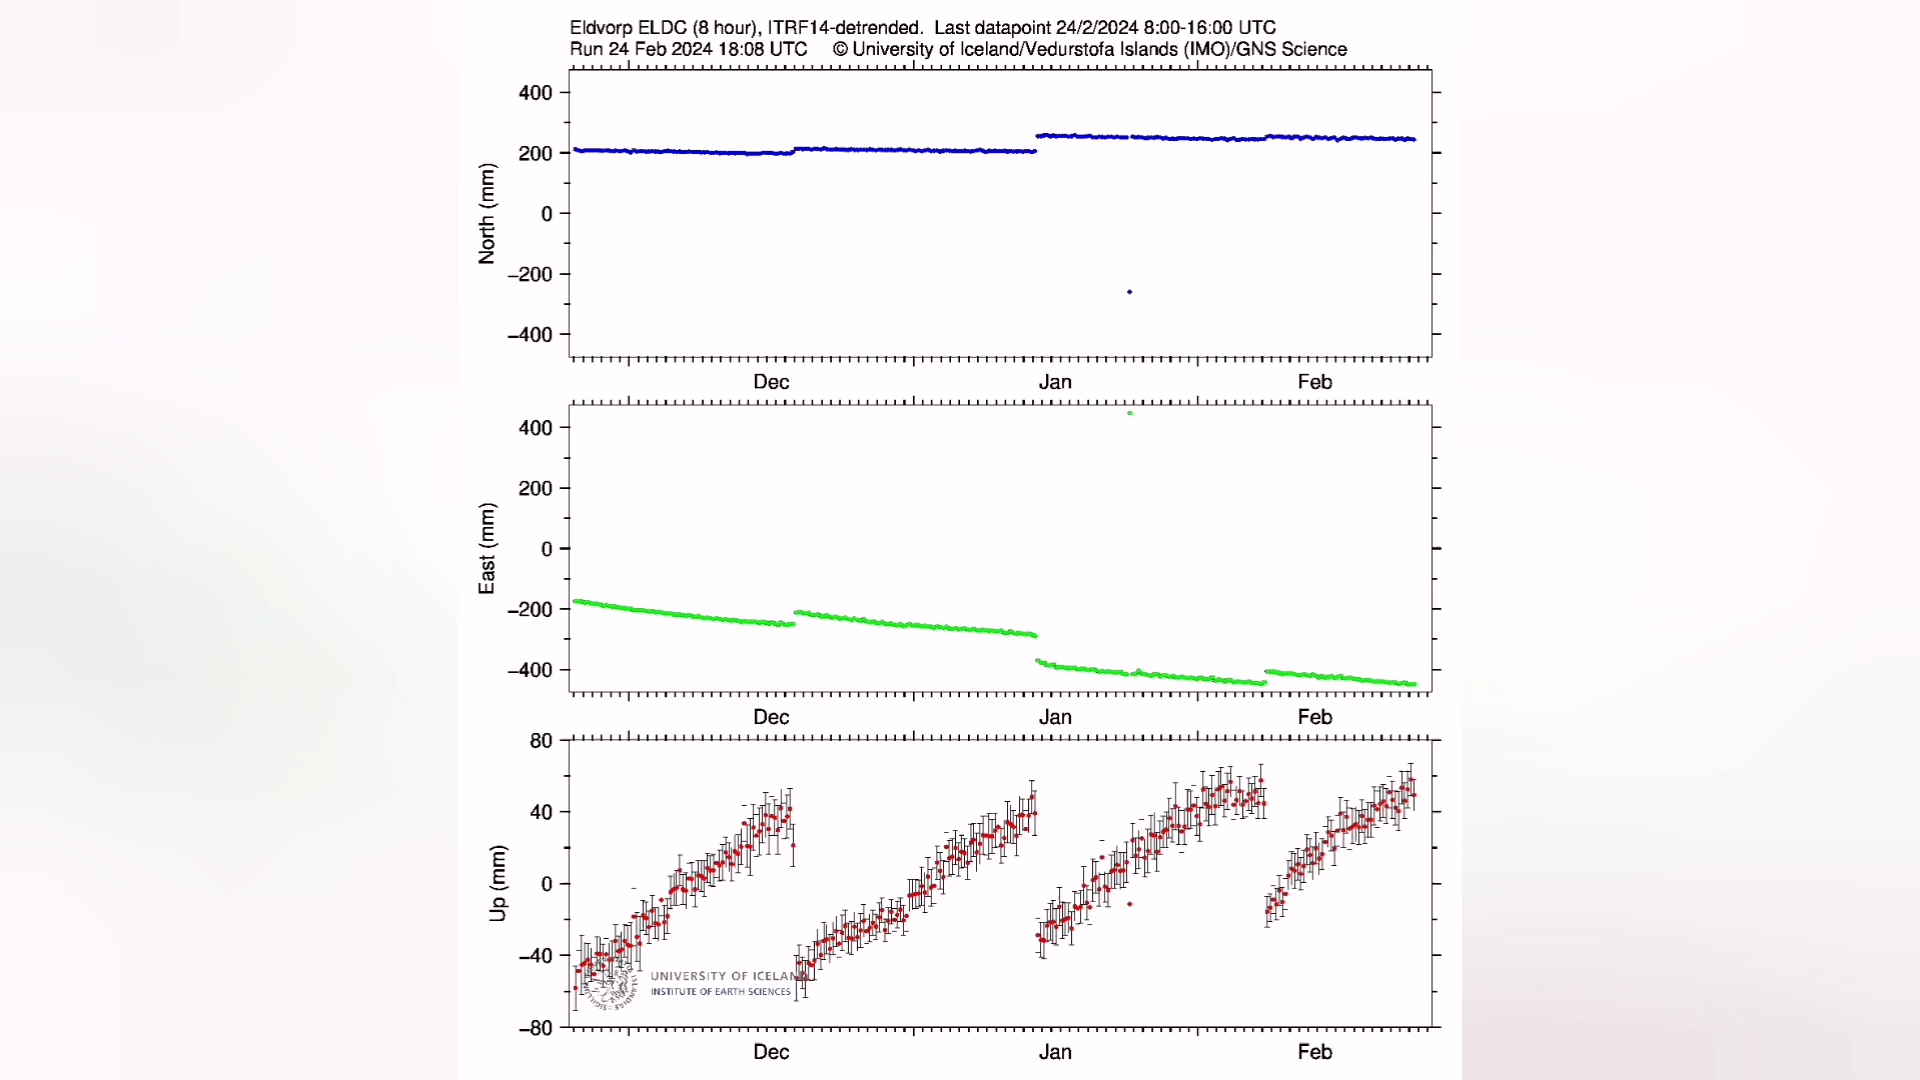 Eldvorp ELDC (8 hour), ITRF14-detrended. Last datapoint 24/2/2024 8:00-16:00 UTC
Run 24 Feb 2024 18:08 UTC © University of Iceland/Vedurstofa Islands (IMO)/GNS Science
400
200
0
−200
−400
North (mm)
Dec Jan Feb
400
200
0
−200
−400
East (mm)
Dec Jan Feb
80
40
0
−40
−80
Up (mm)
UNIVERSITY OF ICELAN
INSTITUTE OF EARTH SCIENCES
Dec Jan Feb